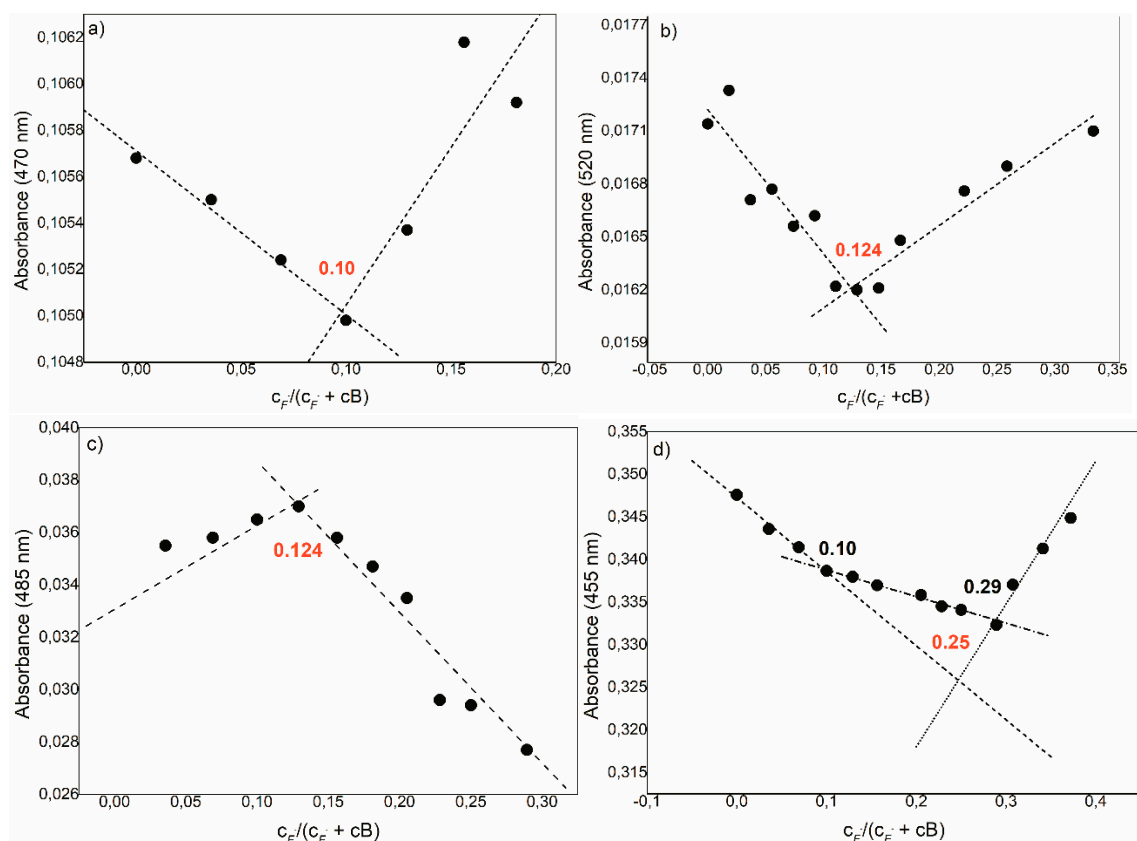 a)
0,1062
0,1060
0,1058
0,1056
0,1054
0,1052
0,1050
0,1048
Absorbance (470 nm)
0.10
0,00 0,05 0,10 0,15 0,20
c_F-/(c_F- + cB)
b)
0,0177
0,0174
0,0171
0,0168
0,0165
0,0162
0,0159
Absorbance (520 nm)
0.124
-0,05 0,00 0,05 0,10 0,15 0,20 0,25 0,30 0,35
c_F-/(c_F- +cB)
c)
0,040
0,038
0,036
0,034
0,032
0,030
0,028
0,026
Absorbance (485 nm)
0.124
0,00 0,05 0,10 0,15 0,20 0,25 0,30
c_F-/(c_F- + cB)
d)
0,355
0,350
0,345
0,340
0,335
0,330
0,325
0,320
0,315
Absorbance (455 nm)
0.10
0.29
0.25
-0,1 0,0 0,1 0,2 0,3 0,4
c_F-/(c_F- + cB)